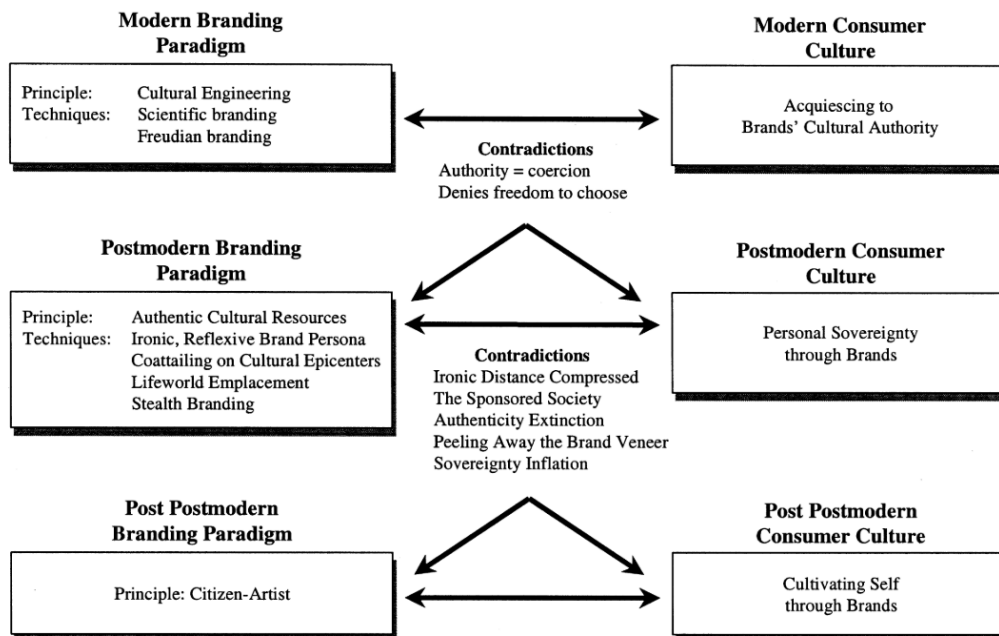 Modern Branding
Paradigm
Modern Consumer
Culture
Principle: Cultural Engineering
Techniques: Scientific branding
Freudian branding
Acquiescing to
Brands' Cultural Authority
Contradictions
Authority = coercion
Denies freedom to choose
Postmodern Branding
Paradigm
Postmodern Consumer
Culture
Principle: Authentic Cultural Resources
Techniques: Ironic, Reflexive Brand Persona
Coattailing on Cultural Epicenters
Lifeworld Emplacement
Stealth Branding
Personal Sovereignty
through Brands
Contradictions
Ironic Distance Compressed
The Sponsored Society
Authenticity Extinction
Peeling Away the Brand Veneer
Sovereignty Inflation
Post Postmodern
Branding Paradigm
Post Postmodern
Consumer Culture
Principle: Citizen-Artist
Cultivating Self
through Brands